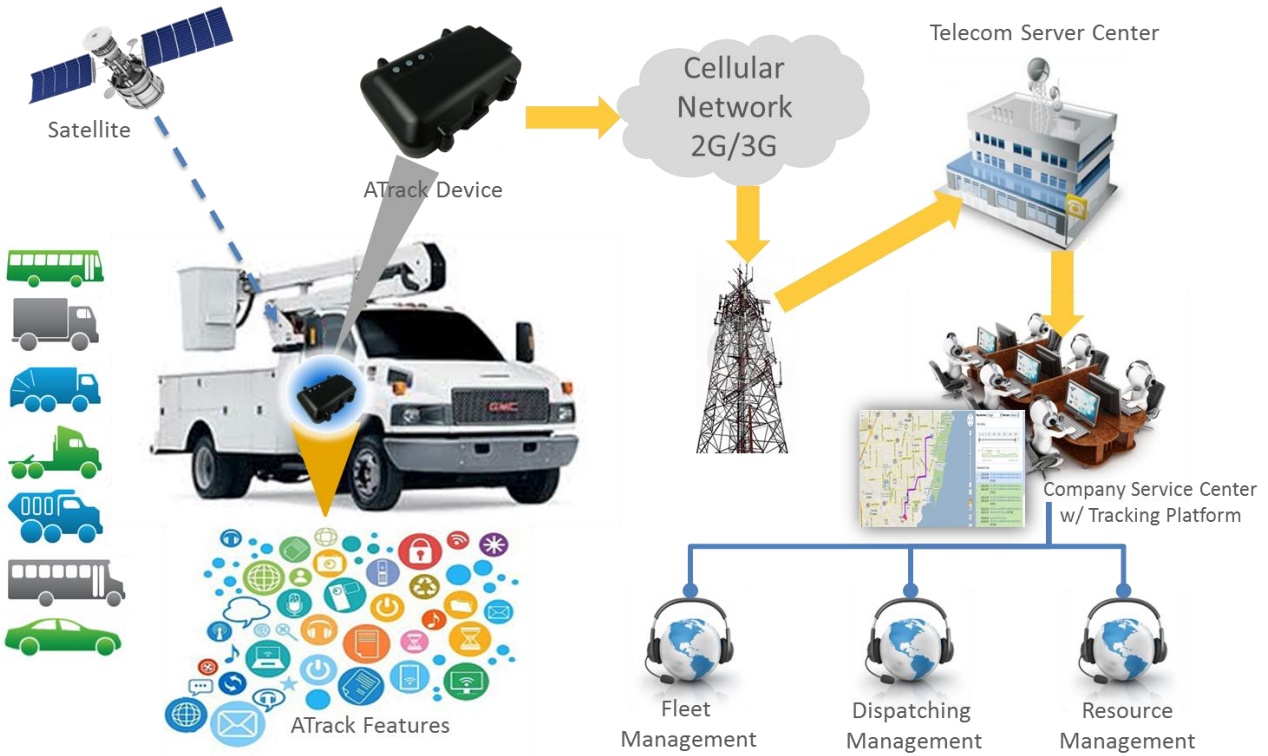 Telecom Server Center
Cellular
Network
2G/3G
Satellite
ATrack Device
GMC
Company Service Center
w/ Tracking Platform
ATrack Features
Fleet
Management
Dispatching
Management
Resource
Management